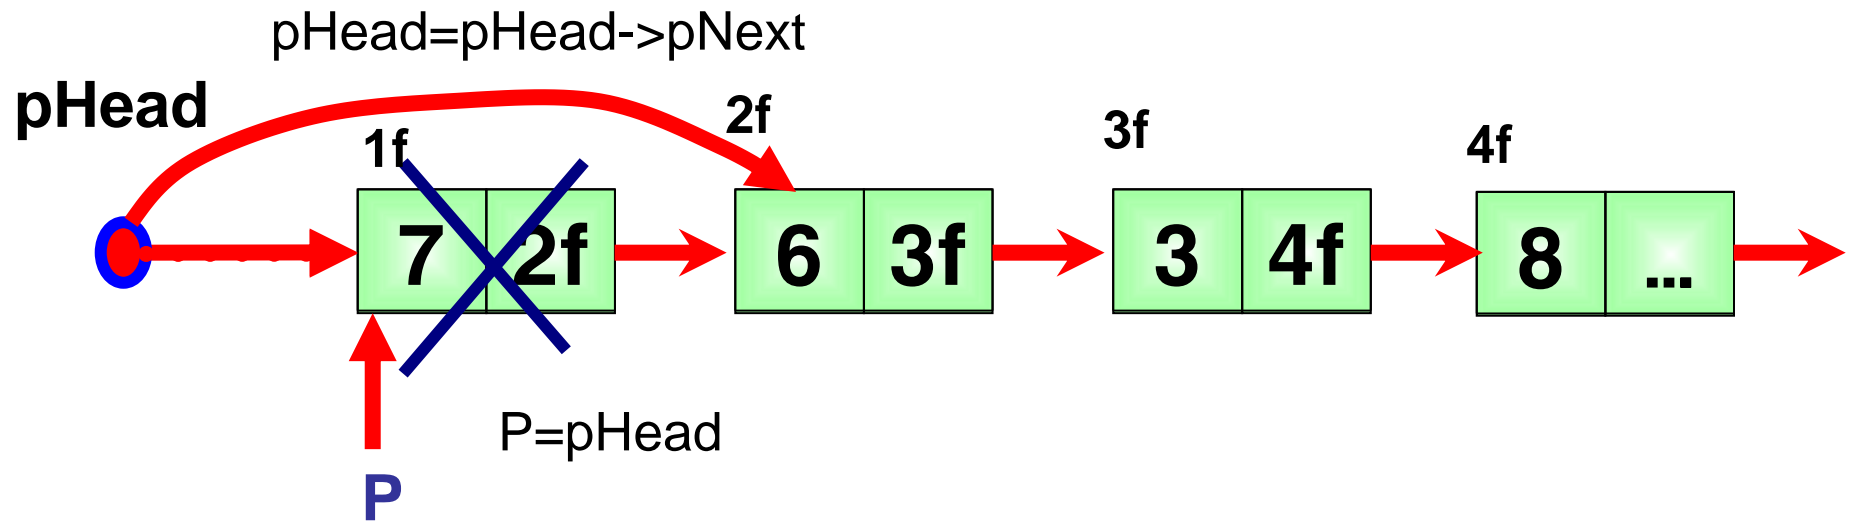 pHead=pHead->pNext
pHead
1f
2f
3f
4f
7 2f
6 3f
3 4f
8 ...
P=pHead
P